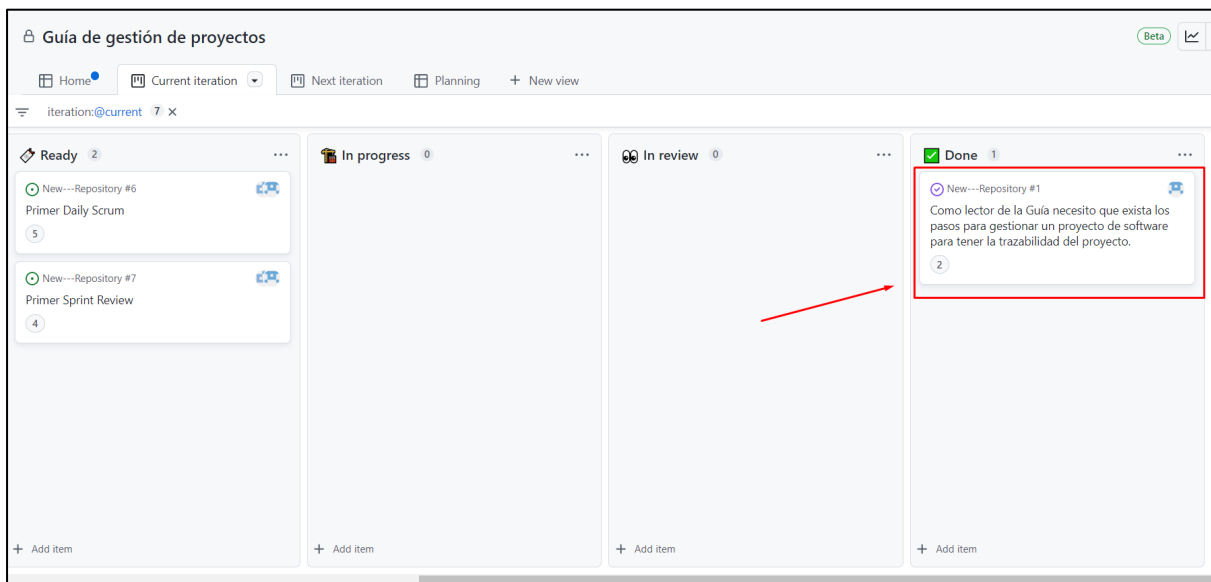 Guía de gestión de proyectos
Beta
Home
Current iteration
Next iteration
Planning
+ New view
iteration:@current 7 ×
Ready 2 ...
New---Repository #6
Primer Daily Scrum
5
New---Repository #7
Primer Sprint Review
4
+ Add item
In progress 0 ...
+ Add item
In review 0 ...
+ Add item
Done 1 ...
New---Repository #1
Como lector de la Guía necesito que exista los
pasos para gestionar un proyecto de software
para tener la trazabilidad del proyecto.
2
+ Add item